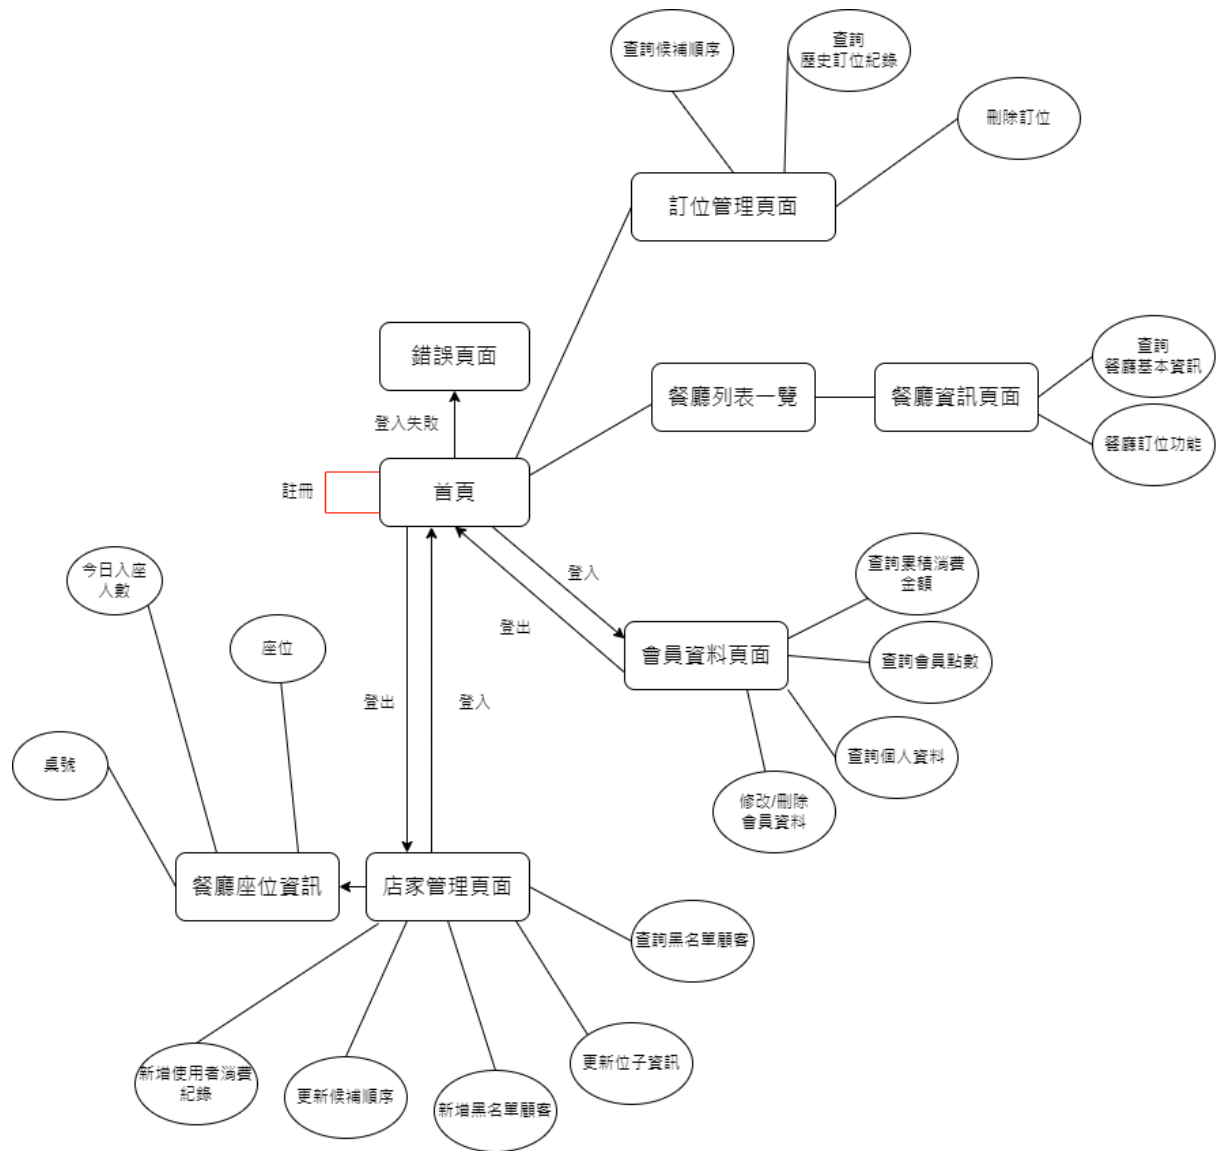 查詢候補順序
查詢
歷史訂位紀錄
刪除訂位
訂位管理頁面
錯誤頁面
登入失敗
餐廳列表一覽
餐廳資訊頁面
查詢
餐廳基本資訊
餐廳訂位功能
註冊
首頁
今日入座
人數
座位
桌號
登入
登出
查詢累積消費
金額
會員資料頁面
查詢會員點數
查詢個人資料
修改/刪除
會員資料
登出
登入
餐廳座位資訊
店家管理頁面
查詢黑名單顧客
更新位子資訊
新增使用者消費
紀錄
更新候補順序
新增黑名單顧客